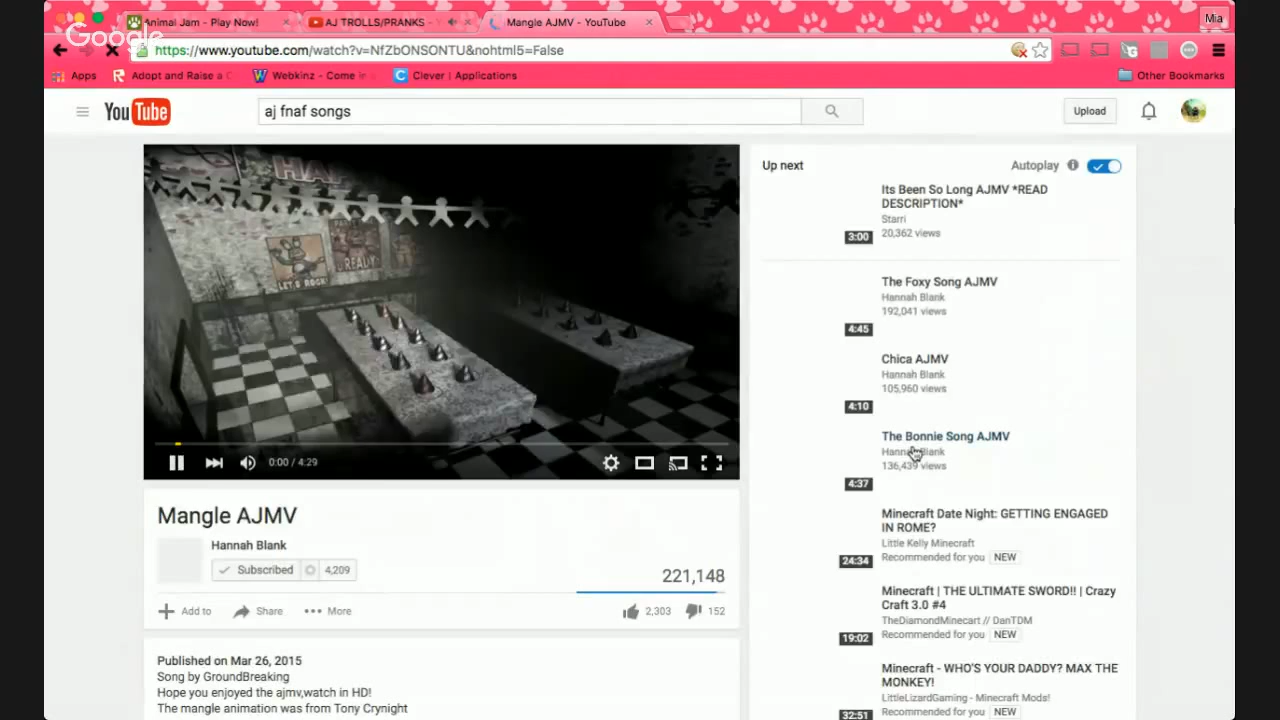 Animal Jam - Play Now!
AJ TROLLS/PRANKS -
Mangle AJMV - YouTube
Mia
Google
https://www.youtube.com/watch?v=NfZbONSONTU&nohtml5=False
Apps
Adopt and Raise a C
Webkinz - Come in
Clever | Applications
Other Bookmarks
YouTube
aj fnaf songs
Upload
LET'S ROCK!
READY
Up next
Autoplay
Its Been So Long AJMV *READ
DESCRIPTION*
Starri
20,362 views
3:00
The Foxy Song AJMV
Hannah Blank
192,041 views
4:45
Chica AJMV
Hannah Blank
105,960 views
4:10
The Bonnie Song AJMV
Hannah Blank
136,439 views
4:37
Minecraft Date Night: GETTING ENGAGED
IN ROME?
Little Kelly Minecraft
Recommended for you NEW
24:34
Minecraft | THE ULTIMATE SWORD!! | Crazy
Craft 3.0 #4
TheDiamondMinecart // DanTDM
Recommended for you NEW
19:02
Minecraft - WHO'S YOUR DADDY? MAX THE
MONKEY!
LittleLizardGaming - Minecraft Mods!
Recommended for you NEW
32:51
0:00 / 4:29
Mangle AJMV
Hannah Blank
Subscribed 4,209
221,148
Add to Share More
2,303 152
Published on Mar 26, 2015
Song by GroundBreaking
Hope you enjoyed the ajmv,watch in HD!
The mangle animation was from Tony Crynight